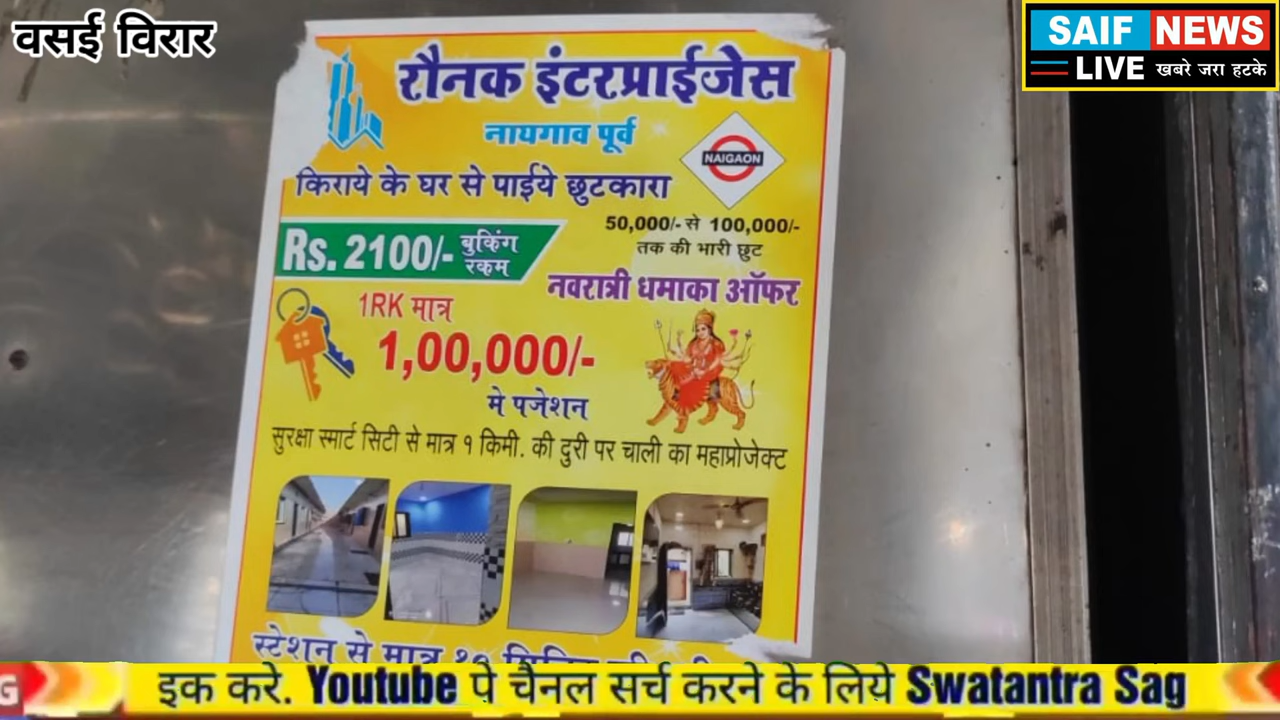 वसई विरार
SAIF NEWS
LIVE खबरे जरा हटके
रौनक इंटरप्राईजेस
नायगाव पूर्व
NAIGAON
किराये के घर से पाईये छुटकारा
50,000/- से 100,000/-
तक की भारी छुट
Rs. 2100/- बुकिंग रकम
नवरात्री धमाका ऑफर
1RK मात्र
1,00,000/-
मे पजेशन
सुरक्षा स्मार्ट सिटी से मात्र १ किमी. की दुरी पर चाली का महाप्रोजेक्ट
स्टेशन से मात्र
G इक करे. Youtube पे चैनल सर्च करने के लिये Swatantra Sag